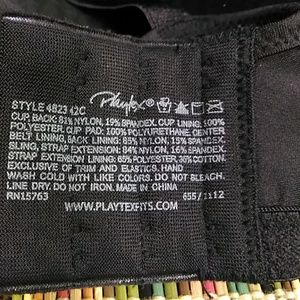 STYLE 4823 42C Playtex®
CUP, BACK: 81% NYLON, 19% SPANDEX. CUP LINING: 100%
POLYESTER. CUP PAD: 100% POLYURETHANE. CENTER
BELT LINING, BACK LINING: 85% NYLON, 15% SPANDEX.
SLING, STRAP EXTENSION: 84% NYLON, 16% SPANDEX.
STRAP EXTENSION LINING: 65% POLYESTER, 35% COTTON.
EXCLUSIVE OF TRIM AND ELASTIC. HAND
WASH COLD WITH LIKE COLORS. DO NOT BLEACH.
LINE DRY. DO NOT IRON. MADE IN CHINA
RN15763 655/1112
WWW.PLAYTEXFITS.COM